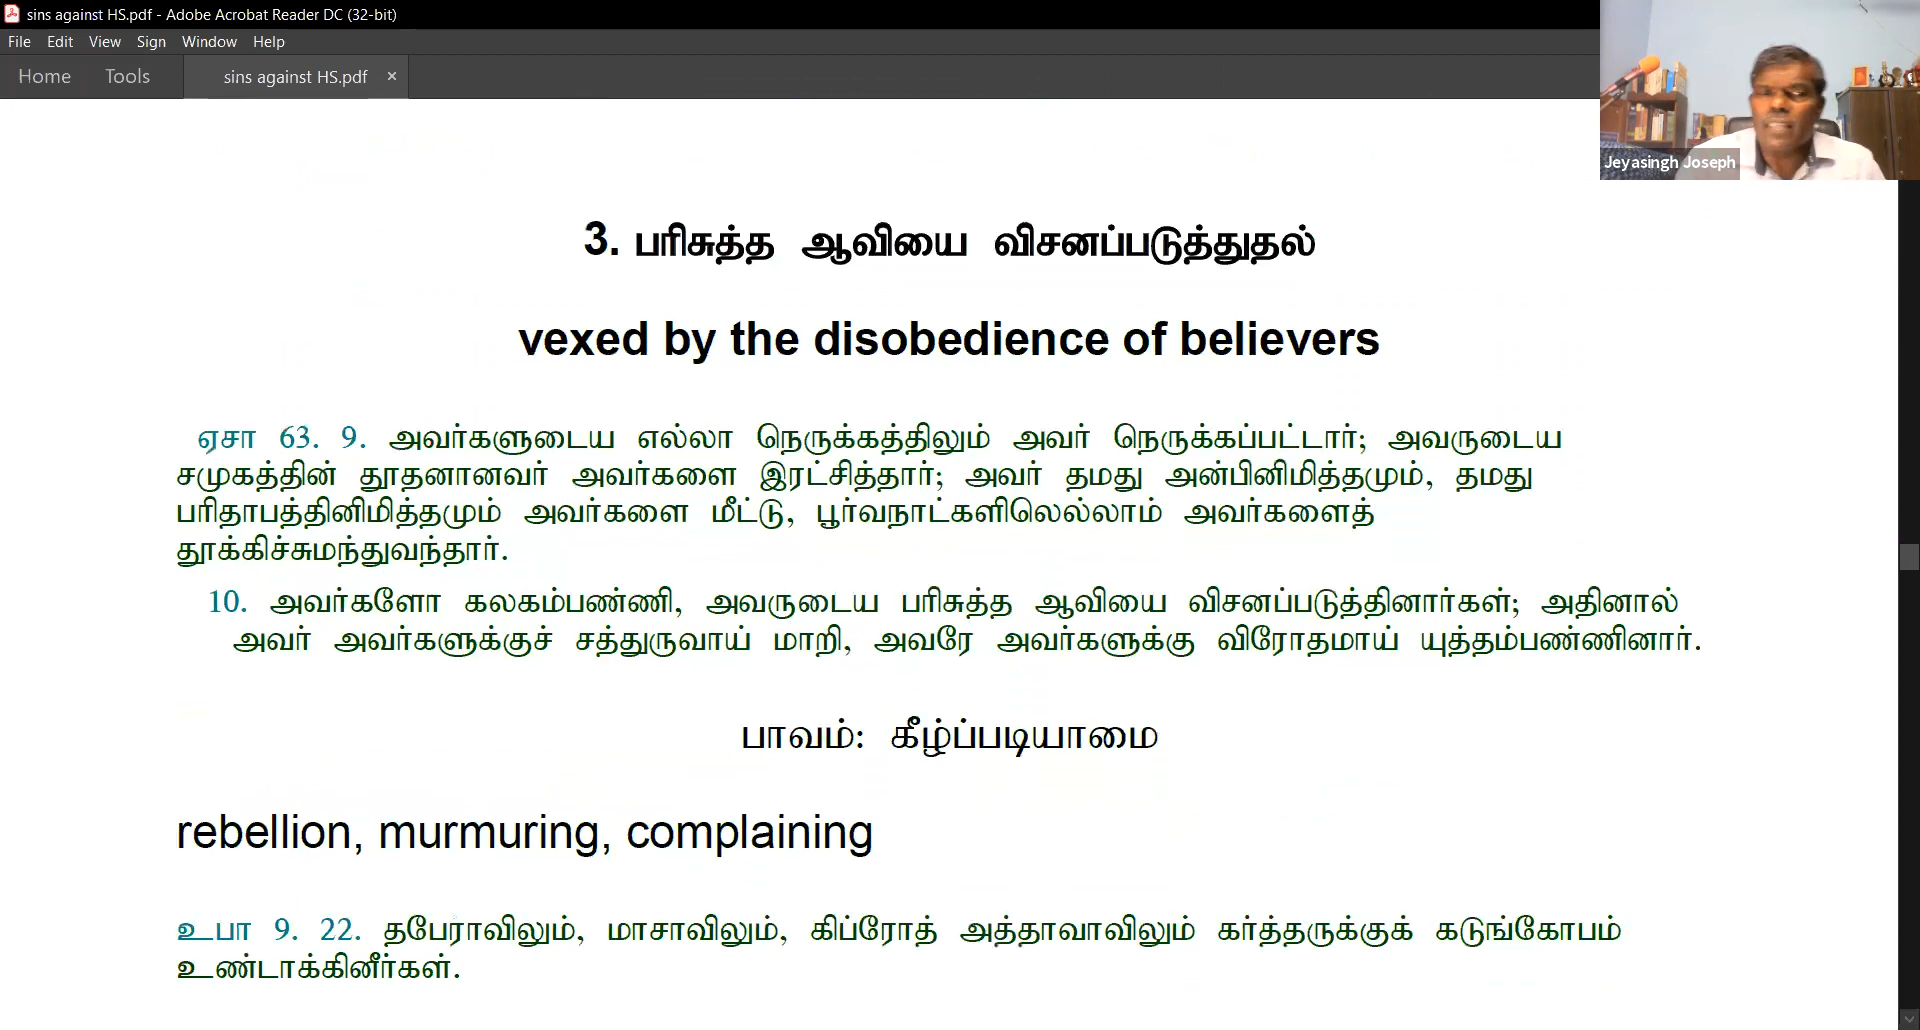 sins against HS.pdf - Adobe Acrobat Reader DC (32-bit)
File Edit View Sign Window Help
Home Tools sins against HS.pdf ×
Jeyasingh Joseph
3. பரிசுத்த ஆவியை விசனப்படுத்துதல்
vexed by the disobedience of believers
ஏசா 63. 9. அவர்களுடைய எல்லா நெருக்கத்திலும் அவர் நெருக்கப்பட்டார்; அவருடைய
சமுகத்தின் தூதனானவர் அவர்களை இரட்சித்தார்; அவர் தமது அன்பினிமித்தமும், தமது
பரிதாபத்தினிமித்தமும் அவர்களை மீட்டு, பூர்வநாட்களிலெல்லாம் அவர்களைத்
தூக்கிச்சுமந்துவந்தார்.
10. அவர்களோ கலகம்பண்ணி, அவருடைய பரிசுத்த ஆவியை விசனப்படுத்தினார்கள்; அதினால்
அவர் அவர்களுக்குச் சத்துருவாய் மாறி, அவரே அவர்களுக்கு விரோதமாய் யுத்தம்பண்ணினார்.
பாவம்: கீழ்ப்படியாமை
rebellion, murmuring, complaining
உபா 9. 22. தபேராவிலும், மாசாவிலும், கிப்ரோத் அத்தாவாவிலும் கர்த்தருக்குக் கடுங்கோபம்
உண்டாக்கினீர்கள்.